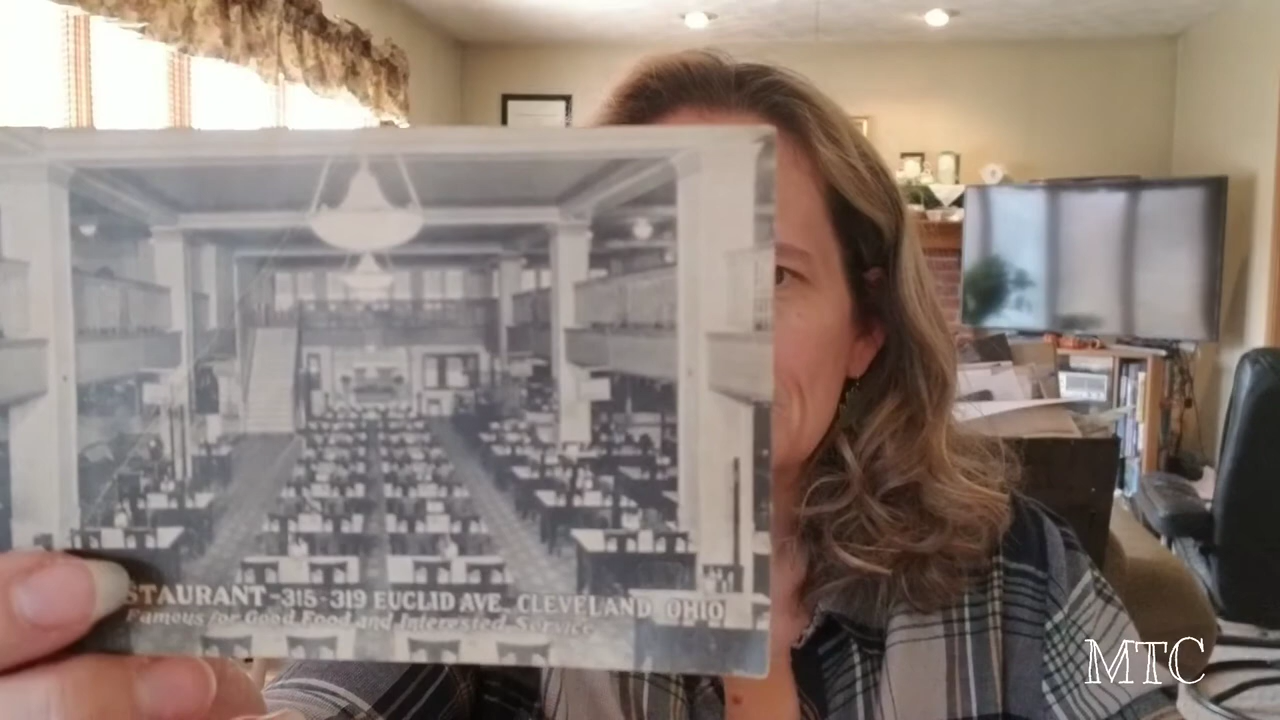 STAURANT - 315-319 EUCLID AVE., CLEVELAND, OHIO
Famous for Good Food and Interested Service
MTC